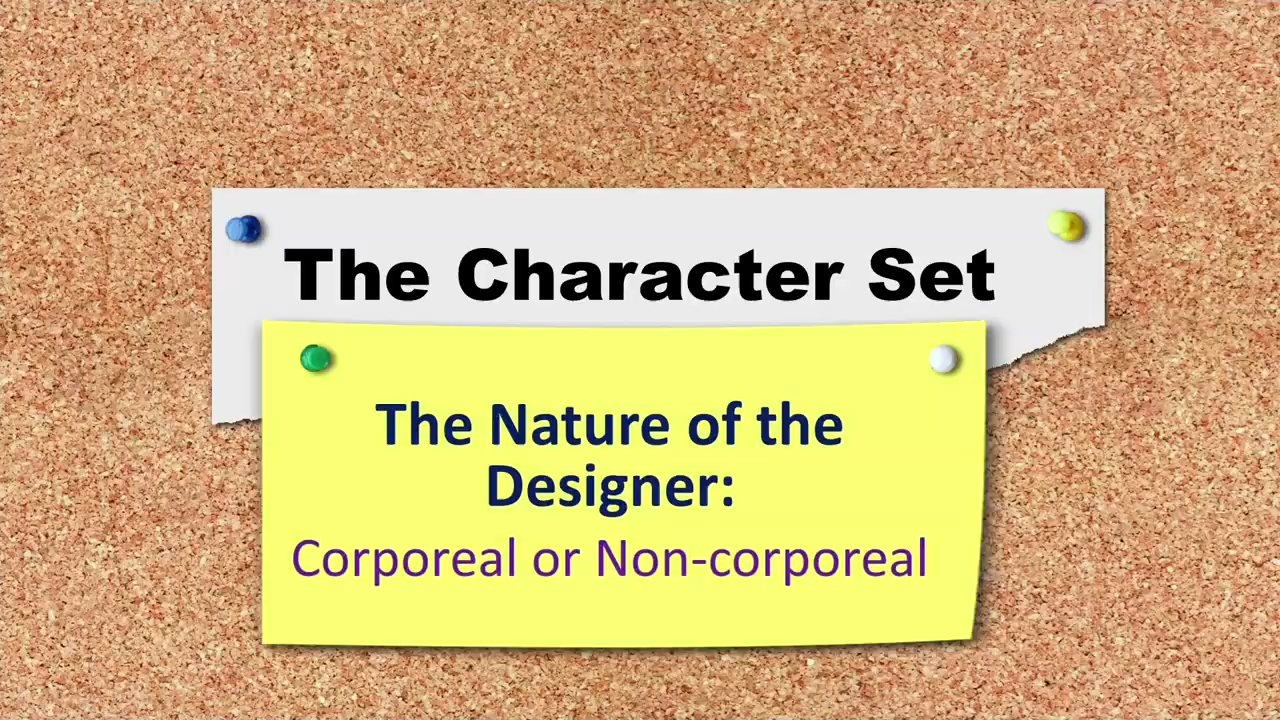 The Character Set
The Nature of the
Designer:
Corporeal or Non-corporeal